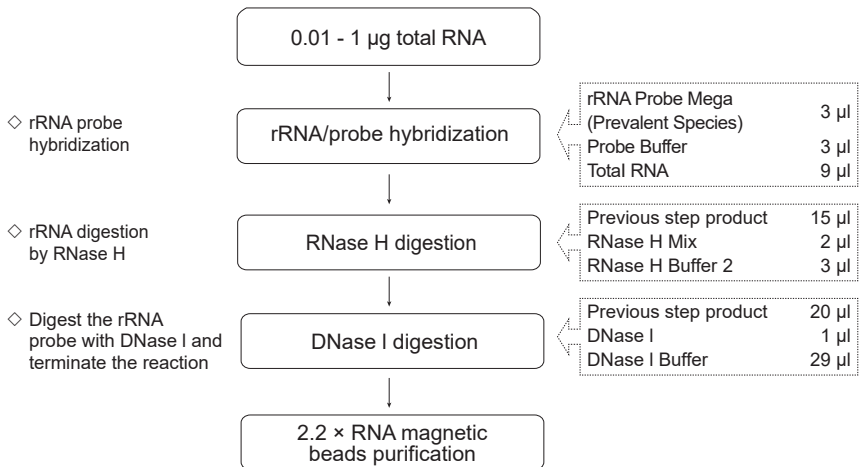 0.01 - 1 μg total RNA
◇ rRNA probe
hybridization
rRNA/probe hybridization
rRNA Probe Mega
(Prevalent Species) 3 μl
Probe Buffer 3 μl
Total RNA 9 μl
◇ rRNA digestion
by RNase H
RNase H digestion
Previous step product 15 μl
RNase H Mix 2 μl
RNase H Buffer 2 3 μl
◇ Digest the rRNA
probe with DNase I and
terminate the reaction
DNase I digestion
Previous step product 20 μl
DNase I 1 μl
DNase I Buffer 29 μl
2.2 × RNA magnetic
beads purification